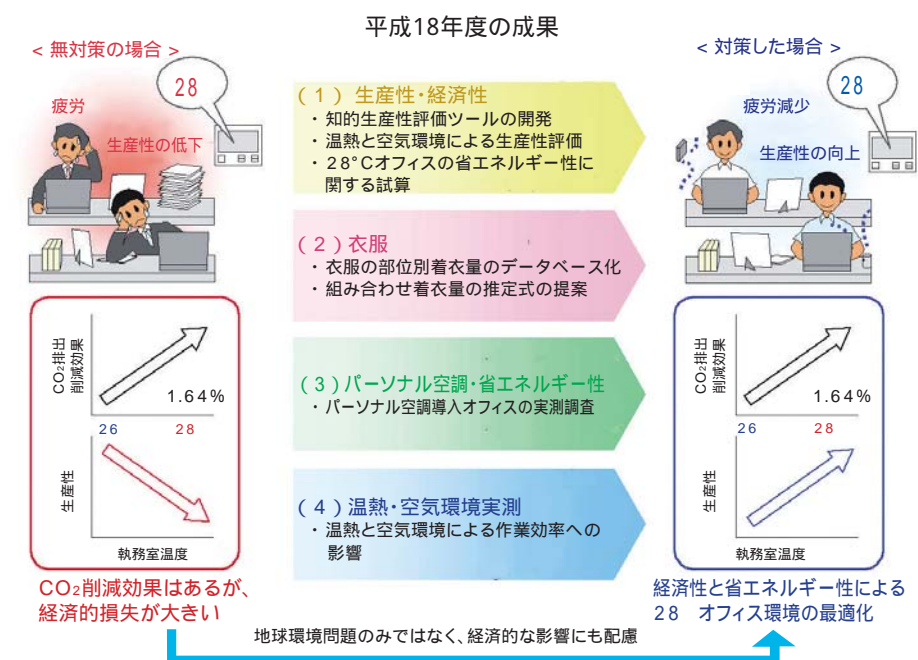 平成18年度の成果
< 無対策の場合 >
28
疲労
生産性の低下
CO2排出
削減効果
1.64%
26 28
生産性
執務室温度
CO2削減効果はあるが、
経済的損失が大きい
(1) 生産性・経済性
・知的生産性評価ツールの開発
・温熱と空気環境による生産性評価
・28°Cオフィスの省エネルギー性に
関する試算
(2)衣服
・衣服の部位別着衣量のデータベース化
・組み合わせ着衣量の推定式の提案
(3)パーソナル空調・省エネルギー性
・パーソナル空調導入オフィスの実測調査
(4)温熱・空気環境実測
・温熱と空気環境による作業効率への
影響
< 対策した場合 >
28
疲労減少
生産性の向上
CO2排出
削減効果
1.64%
26 28
生産性
執務室温度
経済性と省エネルギー性による
28 オフィス環境の最適化
地球環境問題のみではなく、経済的な影響にも配慮